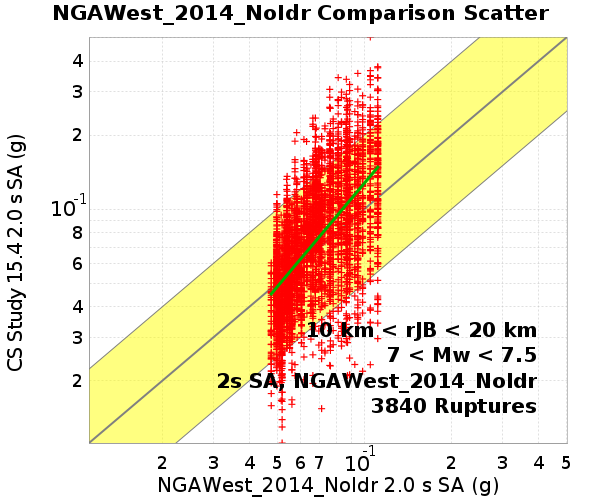 NGAWest_2014_NoIdr Comparison Scatter
CS Study 15.4 2.0 s SA (g)
4
3
2
10-1
8
6
4
3
2
10 km < rJB < 20 km
7 < Mw < 7.5
2s SA, NGAWest_2014_NoIdr
3840 Ruptures
2 3 4 5 6 7 10-1 2 3 4 5
NGAWest_2014_NoIdr 2.0 s SA (g)